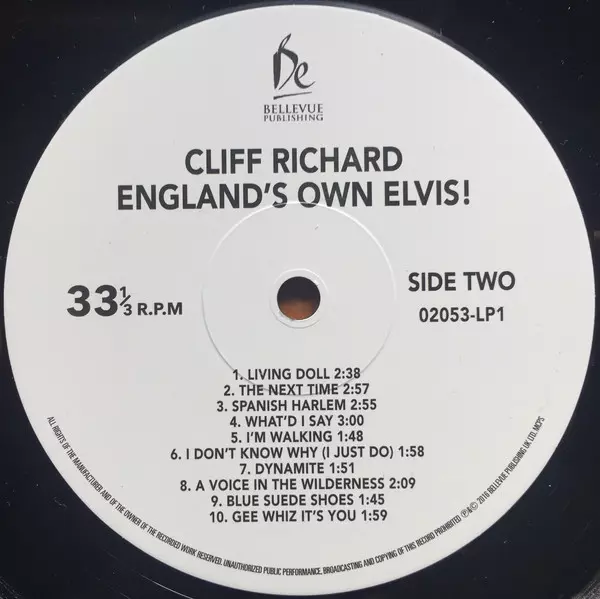 Be
BELLEVUE
PUBLISHING
CLIFF RICHARD
ENGLAND'S OWN ELVIS!
33⅓ R.P.M
SIDE TWO
02053-LP1
1. LIVING DOLL 2:38
2. THE NEXT TIME 2:57
3. SPANISH HARLEM 2:55
4. WHAT'D I SAY 3:00
5. I'M WALKING 1:48
6. I DON'T KNOW WHY (I JUST DO) 1:58
7. DYNAMITE 1:51
8. A VOICE IN THE WILDERNESS 2:09
9. BLUE SUEDE SHOES 1:45
10. GEE WHIZ IT'S YOU 1:59
ALL RIGHTS OF THE MANUFACTURER AND OF THE OWNER OF THE RECORDED WORK RESERVED. UNAUTHORIZED PUBLIC PERFORMANCE. BROADCASTING AND COPYING OF THIS RECORD PROHIBITED ℗&© 2016 BELLEVUE PUBLISHING UK LTD. MCPS